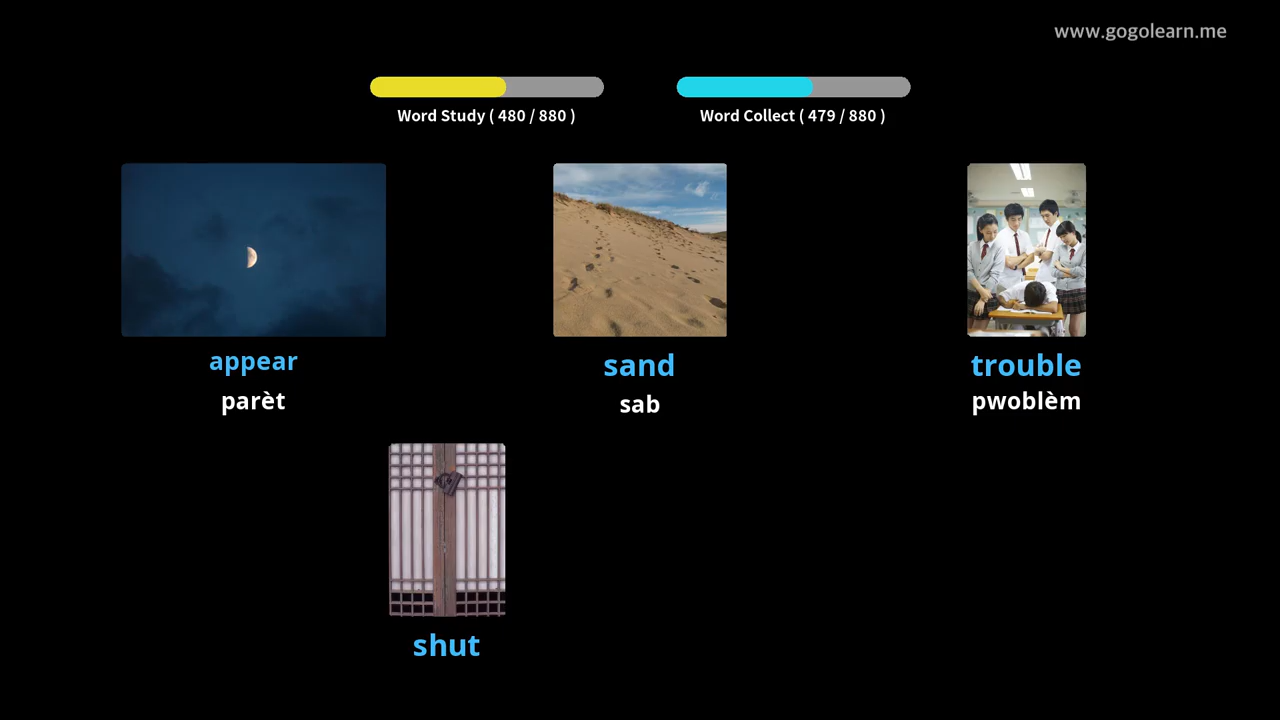 www.gogolearn.me
Word Study ( 480 / 880 )
Word Collect ( 479 / 880 )
appear
parèt
sand
sab
trouble
pwoblèm
shut